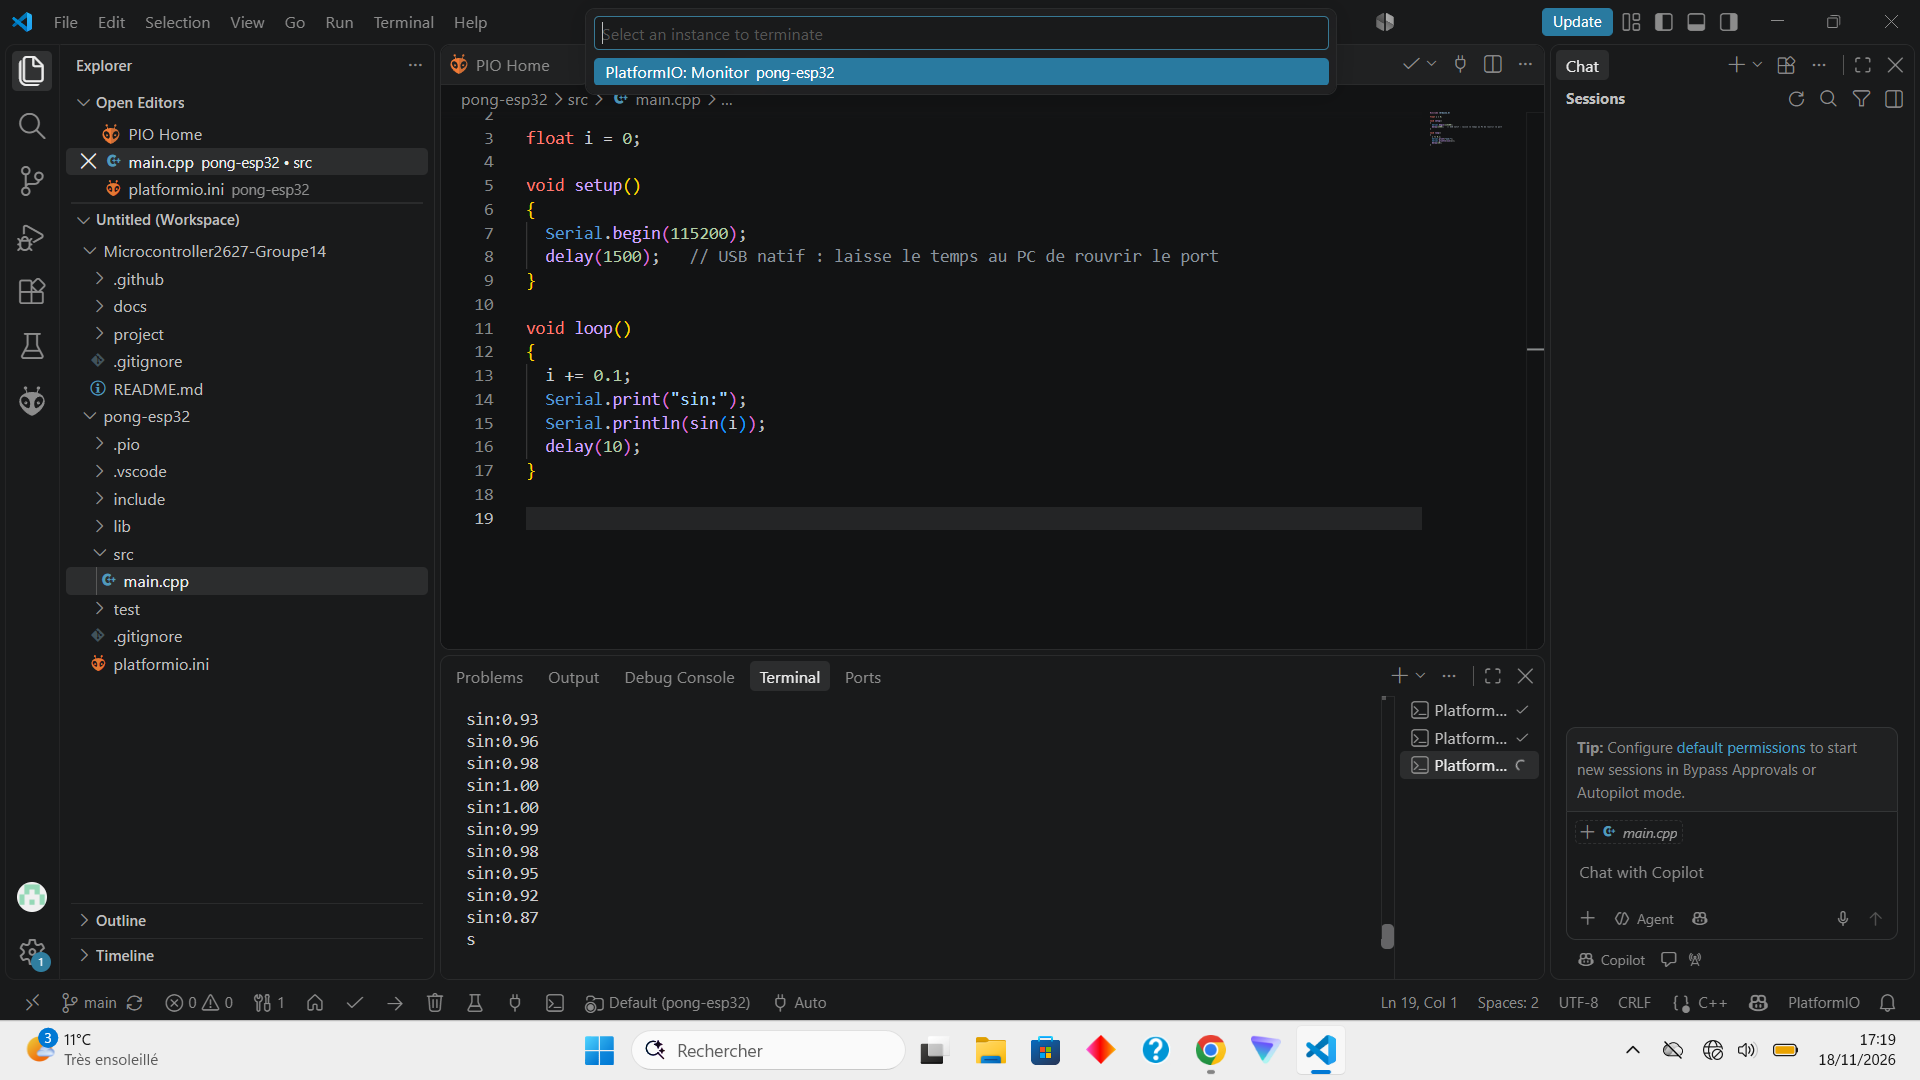 File Edit Selection View Go Run Terminal Help
Select an instance to terminate
Update
PlatformIO: Monitor pong-esp32
Explorer
Open Editors
PIO Home
main.cpp pong-esp32 • src
platformio.ini pong-esp32
Untitled (Workspace)
Microcontroller2627-Groupe14
.github
docs
project
.gitignore
README.md
pong-esp32
.pio
.vscode
include
lib
src
main.cpp
test
.gitignore
platformio.ini
Outline
Timeline
1
PIO Home
pong-esp32 > src > main.cpp > ...
2
3 float i = 0;
4
5 void setup()
6 {
7 Serial.begin(115200);
8 delay(1500); // USB natif : laisse le temps au PC de rouvrir le port
9 }
10
11 void loop()
12 {
13 i += 0.1;
14 Serial.print("sin:");
15 Serial.println(sin(i));
16 delay(10);
17 }
18
19
Problems Output Debug Console Terminal Ports
sin:0.93
sin:0.96
sin:0.98
sin:1.00
sin:1.00
sin:0.99
sin:0.98
sin:0.95
sin:0.92
sin:0.87
s
Platform...
Platform...
Platform...
Chat
Sessions
Tip: Configure default permissions to start
new sessions in Bypass Approvals or
Autopilot mode.
main.cpp
Chat with Copilot
Agent
Copilot
main 0 0 1 Default (pong-esp32) Auto
Ln 19, Col 1 Spaces: 2 UTF-8 CRLF C++ PlatformIO
3
11°C
Très ensoleillé
Rechercher
17:19
18/11/2026